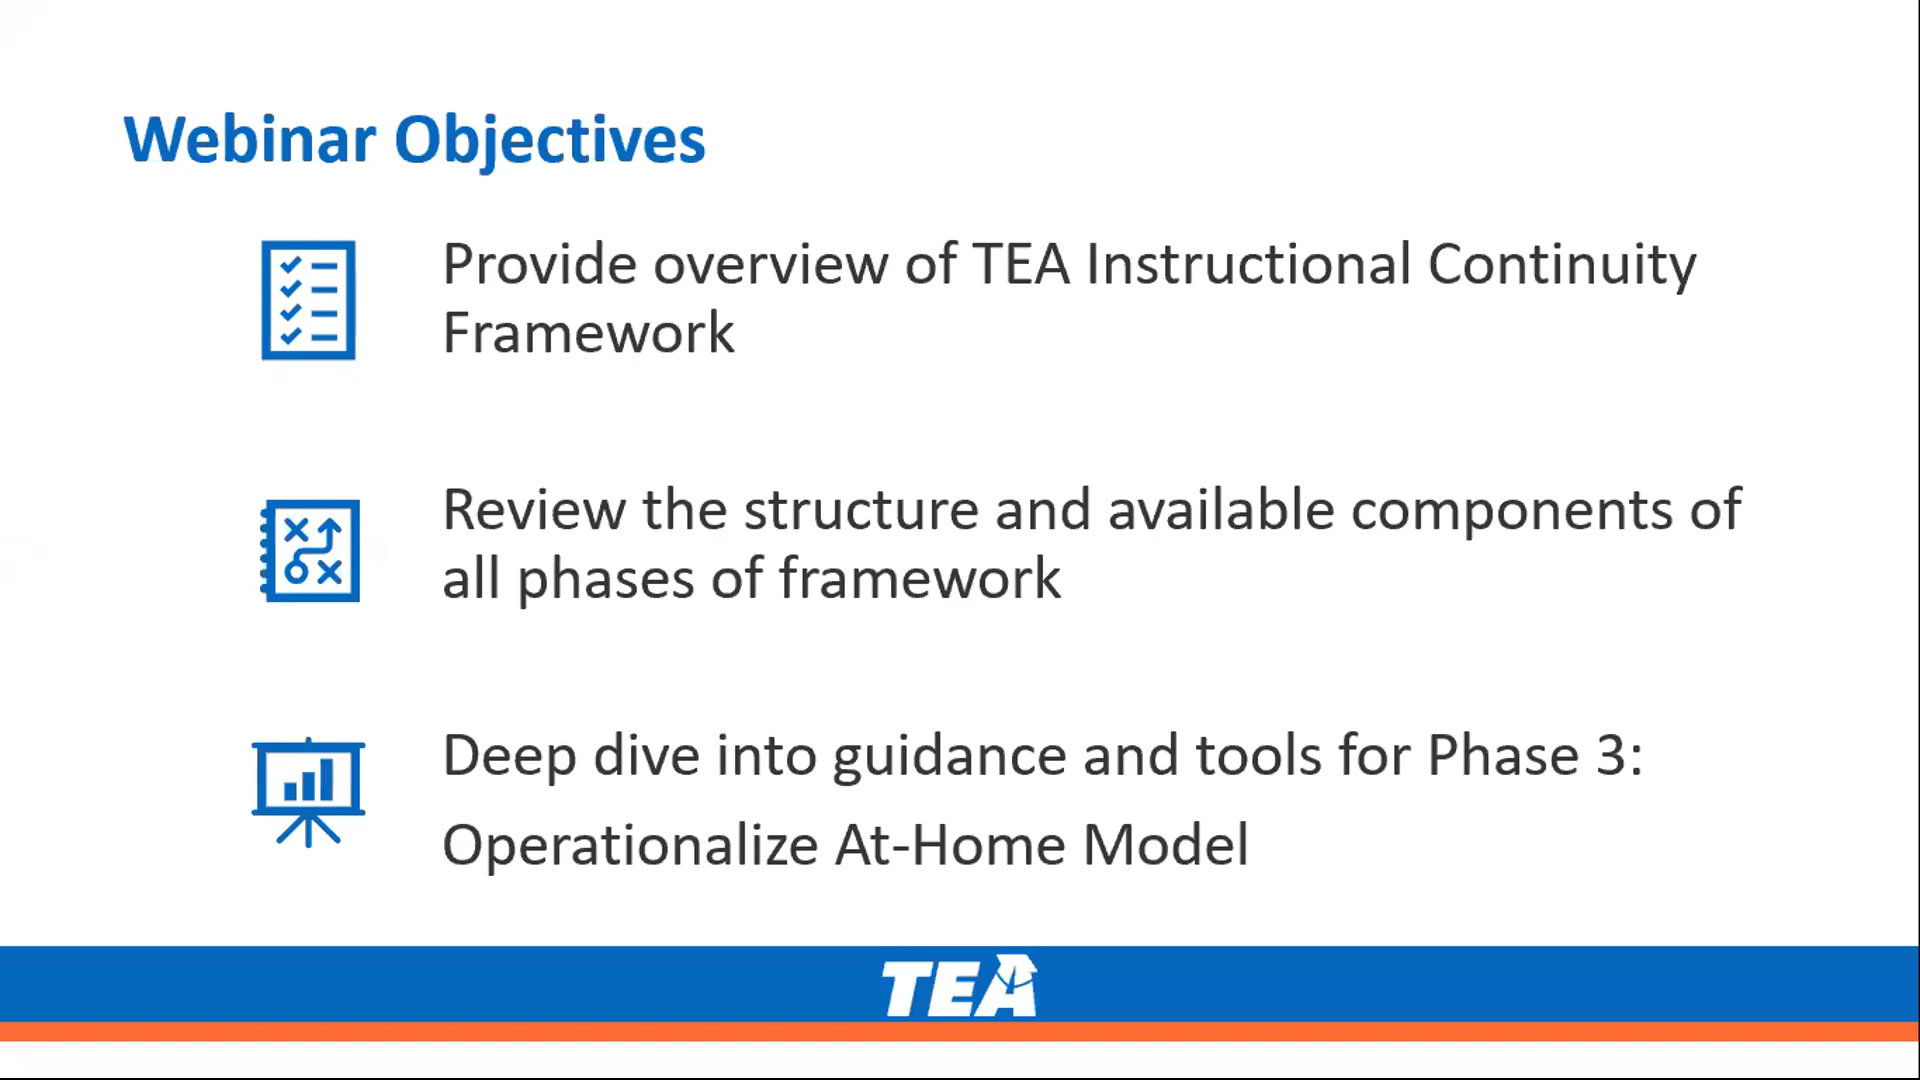 Webinar Objectives
Provide overview of TEA Instructional Continuity
Framework
Review the structure and available components of
all phases of framework
Deep dive into guidance and tools for Phase 3:
Operationalize At-Home Model
TEA